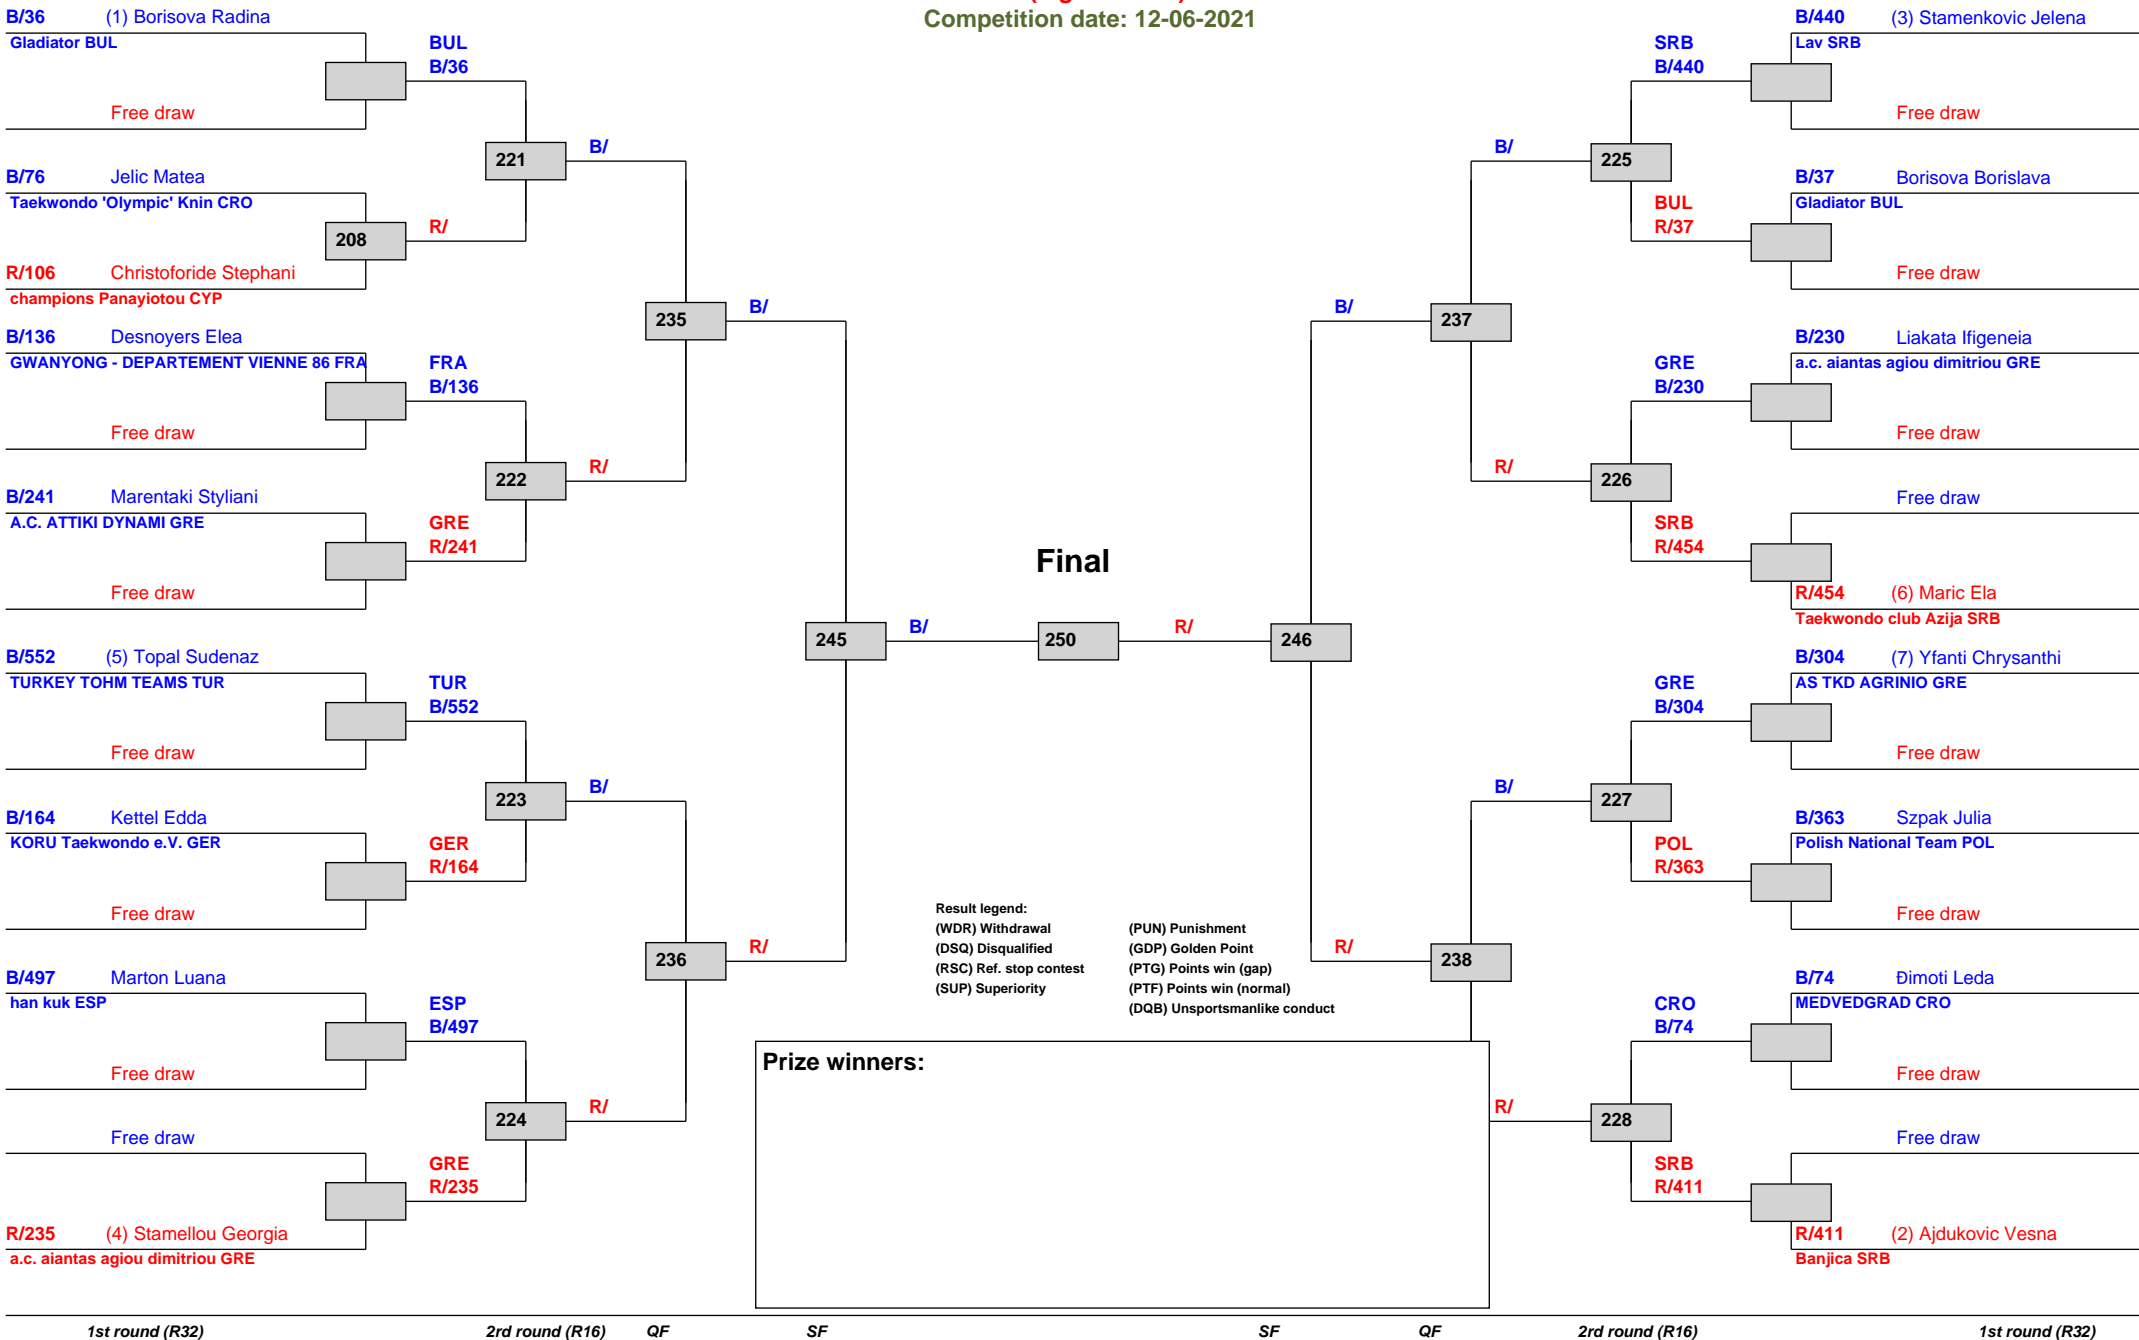 Competition date: 12-06-2021
B/36 (1) Borisova Radina
Gladiator BUL
Free draw
BUL
B/36
B/76 Jelic Matea
Taekwondo 'Olympic' Knin CRO
208
R/106 Christoforide Stephani
champions Panayiotou CYP
R/
221
B/
B/136 Desnoyers Elea
GWANYONG - DEPARTEMENT VIENNE 86 FRA
Free draw
FRA
B/136
B/241 Marentaki Styliani
A.C. ATTIKI DYNAMI GRE
Free draw
GRE
R/241
222
R/
235
B/
B/552 (5) Topal Sudenaz
TURKEY TOHM TEAMS TUR
Free draw
TUR
B/552
B/164 Kettel Edda
KORU Taekwondo e.V. GER
Free draw
GER
R/164
223
B/
B/497 Marton Luana
han kuk ESP
Free draw
ESP
B/497
Free draw
R/235 (4) Stamellou Georgia
a.c. aiantas agiou dimitriou GRE
GRE
R/235
224
R/
236
R/
245
B/
Final
250
R/
246
B/
237
B/
225
SRB
B/440
B/440 (3) Stamenkovic Jelena
Lav SRB
Free draw
BUL
R/37
B/37 Borisova Borislava
Gladiator BUL
Free draw
R/
226
GRE
B/230
B/230 Liakata Ifigeneia
a.c. aiantas agiou dimitriou GRE
Free draw
SRB
R/454
Free draw
R/454 (6) Maric Ela
Taekwondo club Azija SRB
R/
238
B/
227
GRE
B/304
B/304 (7) Yfanti Chrysanthi
AS TKD AGRINIO GRE
Free draw
POL
R/363
B/363 Szpak Julia
Polish National Team POL
Free draw
R/
228
CRO
B/74
B/74 Đimoti Leda
MEDVEDGRAD CRO
Free draw
SRB
R/411
Free draw
R/411 (2) Ajdukovic Vesna
Banjica SRB
Result legend:
(WDR) Withdrawal
(DSQ) Disqualified
(RSC) Ref. stop contest
(SUP) Superiority
(PUN) Punishment
(GDP) Golden Point
(PTG) Points win (gap)
(PTF) Points win (normal)
(DQB) Unsportsmanlike conduct
Prize winners:
1st round (R32) 2rd round (R16) QF SF SF QF 2rd round (R16) 1st round (R32)